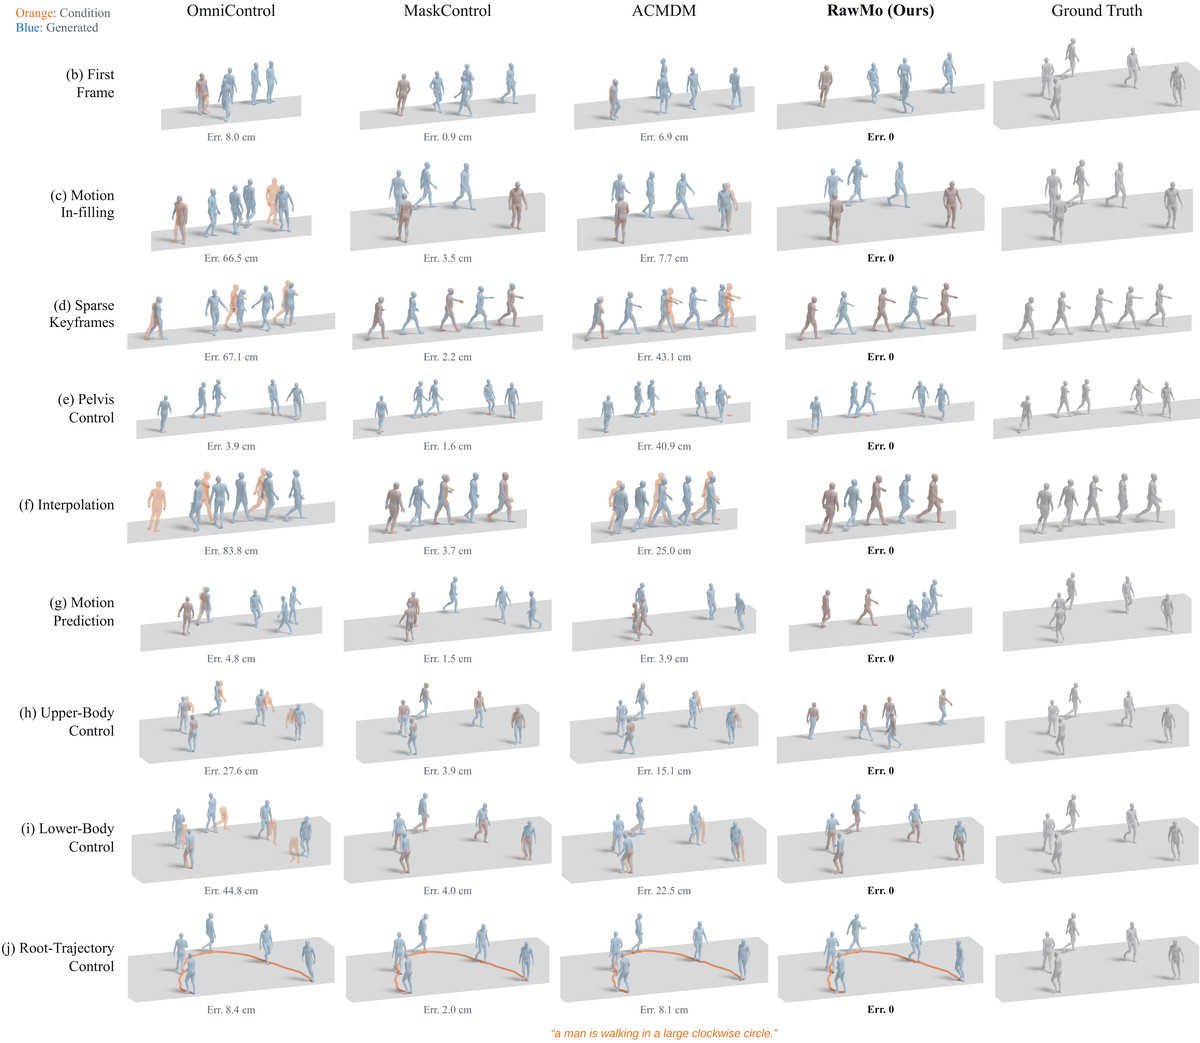 Orange: Condition
Blue: Generated
OmniControl
MaskControl
ACMDM
RawMo (Ours)
Ground Truth
(b) First
Frame
Err. 8.0 cm
Err. 0.9 cm
Err. 6.9 cm
Err. 0
(c) Motion
In-filling
Err. 66.5 cm
Err. 3.5 cm
Err. 7.7 cm
Err. 0
(d) Sparse
Keyframes
Err. 67.1 cm
Err. 2.2 cm
Err. 43.1 cm
Err. 0
(e) Pelvis
Control
Err. 3.9 cm
Err. 1.6 cm
Err. 40.9 cm
Err. 0
(f) Interpolation
Err. 83.8 cm
Err. 3.7 cm
Err. 25.0 cm
Err. 0
(g) Motion
Prediction
Err. 4.8 cm
Err. 1.5 cm
Err. 3.9 cm
Err. 0
(h) Upper-Body
Control
Err. 27.6 cm
Err. 3.9 cm
Err. 15.1 cm
Err. 0
(i) Lower-Body
Control
Err. 44.8 cm
Err. 4.0 cm
Err. 22.5 cm
Err. 0
(j) Root-Trajectory
Control
Err. 8.4 cm
Err. 2.0 cm
Err. 8.1 cm
Err. 0
“a man is walking in a large clockwise circle.”